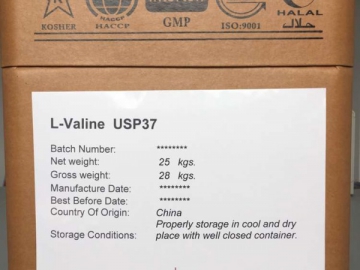 KOSHER
HACCP
HACCP
GMP
ISO:9001
HALAL
حلال
L-Valine USP37
Batch Number: ********
Net weight: 25 kgs.
Gross weight: 28 kgs.
Manufacture Date: ********
Best Before Date: ********
Country Of Origin: China
Properly storage in cool and dry
Storage Conditions: place with well closed container.